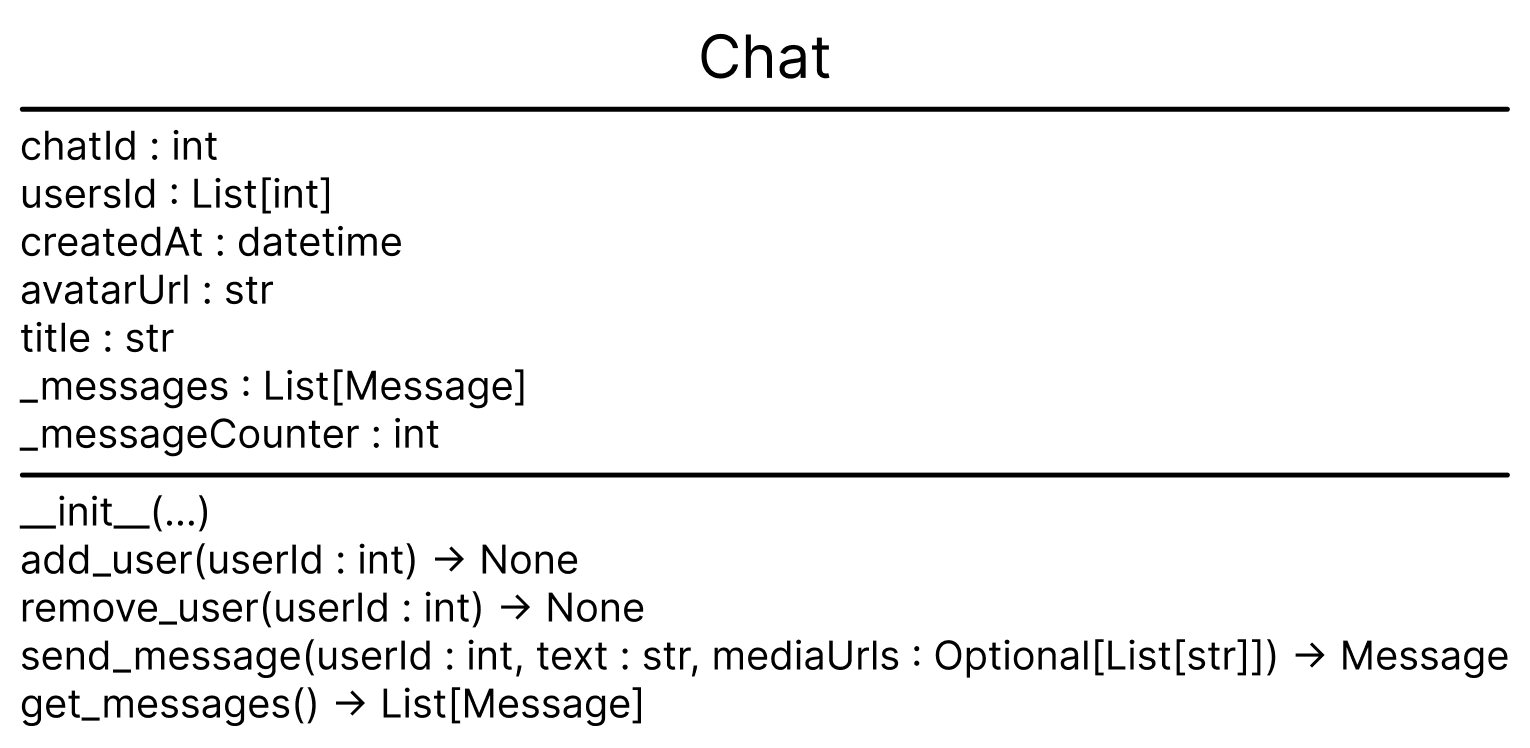 Chat
chatId : int
usersId : List[int]
createdAt : datetime
avatarUrl : str
title : str
_messages : List[Message]
_messageCounter : int
__init__(...)
add_user(userId : int) → None
remove_user(userId : int) → None
send_message(userId : int, text : str, mediaUrls : Optional[List[str]]) → Message
get_messages() → List[Message]